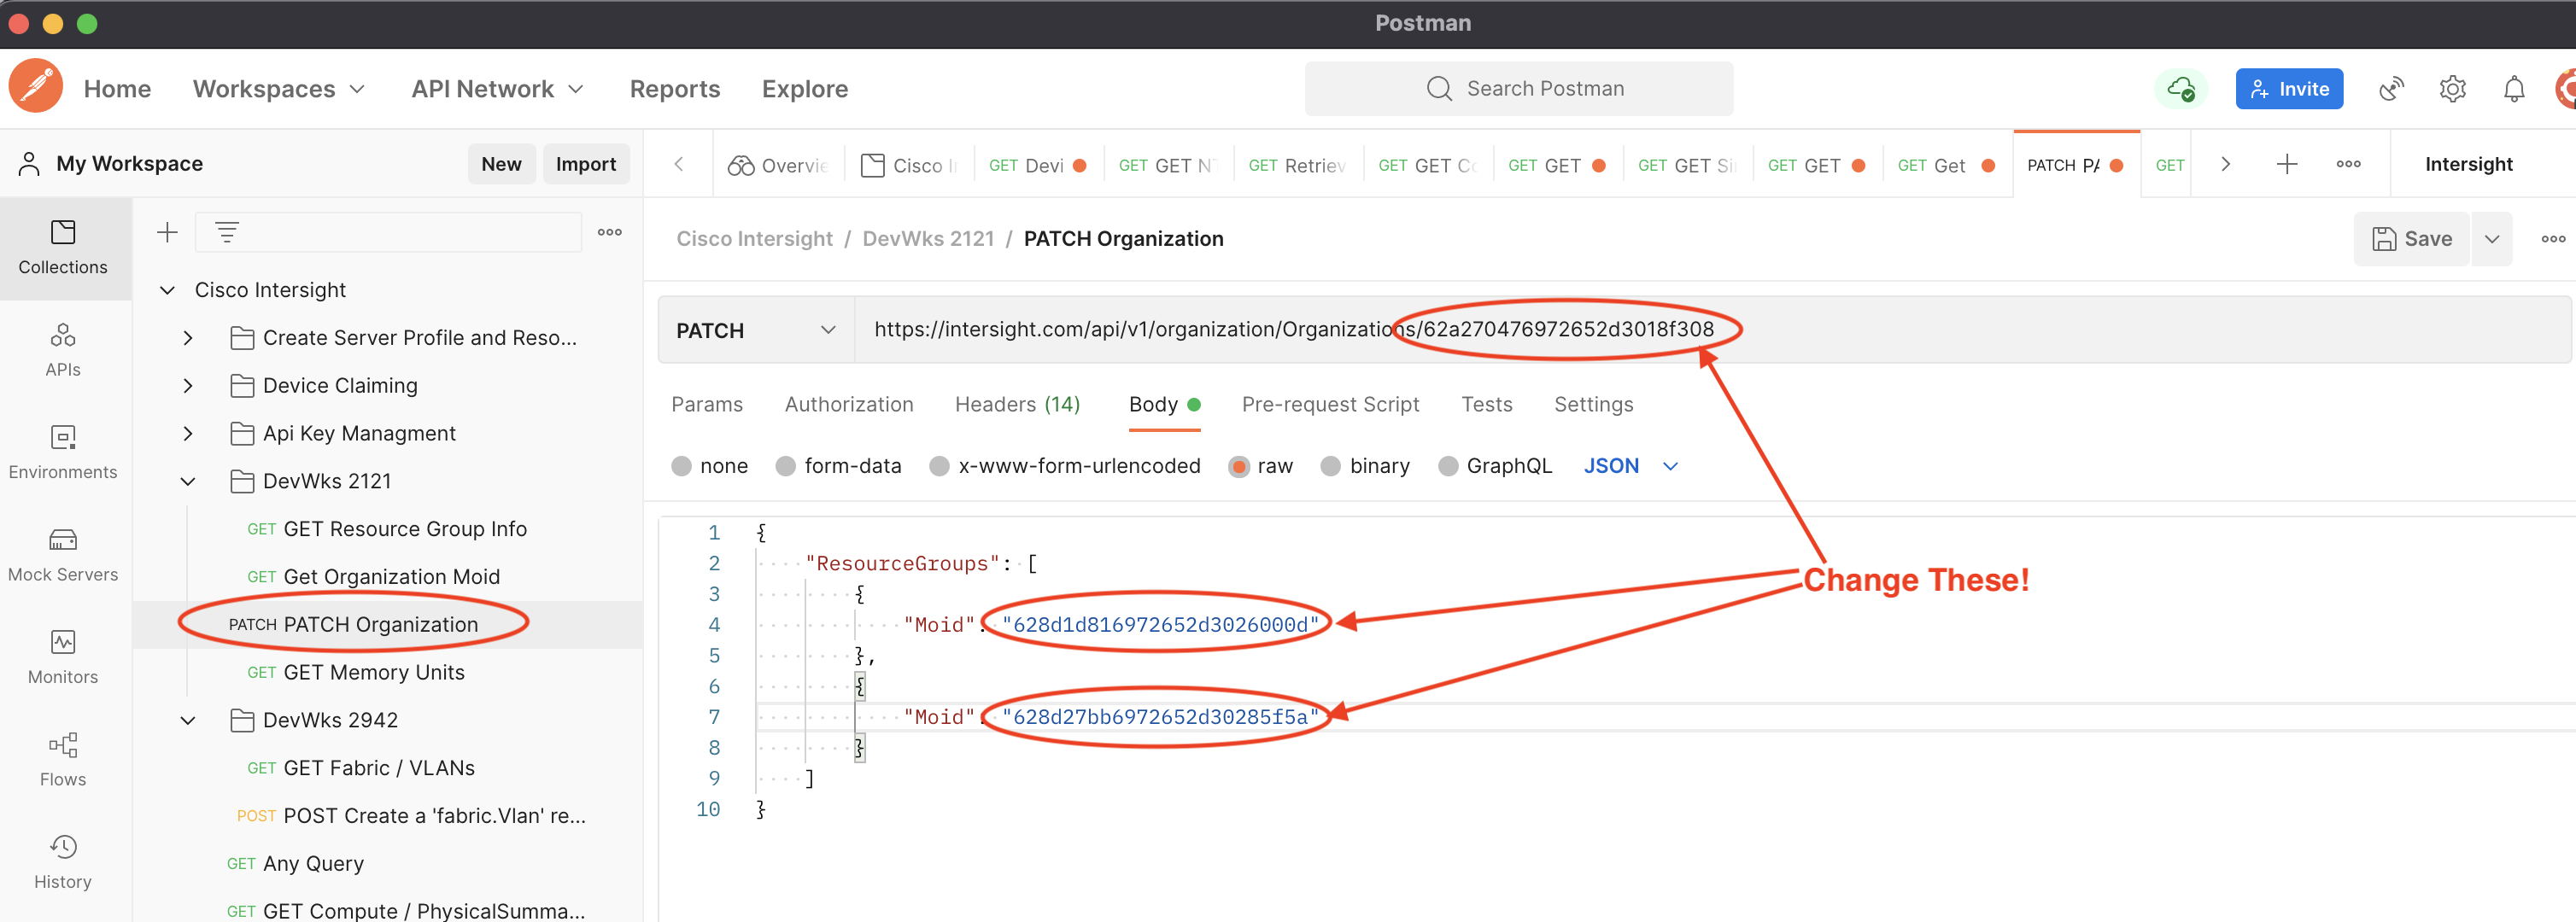 Postman
Home Workspaces API Network Reports Explore Search Postman Invite
My Workspace New Import
Overvie Cisco In GET Devi GET GET NT GET Retriev GET GET Co GET GET GET GET Si GET GET GET Get PATCH PA GET Intersight
Cisco Intersight / DevWks 2121 / PATCH Organization Save
Collections
APIs
Environments
Mock Servers
Monitors
Flows
History
Cisco Intersight
Create Server Profile and Reso...
Device Claiming
Api Key Managment
DevWks 2121
GET GET Resource Group Info
GET Get Organization Moid
PATCH PATCH Organization
GET GET Memory Units
DevWks 2942
GET GET Fabric / VLANs
POST POST Create a 'fabric.Vlan' re...
GET Any Query
GET GET Compute / PhysicalSumma...
PATCH https://intersight.com/api/v1/organization/Organizations/62a270476972652d3018f308
Params Authorization Headers (14) Body Pre-request Script Tests Settings
none form-data x-www-form-urlencoded raw binary GraphQL JSON
1 {
2 "ResourceGroups": [
3 {
4 "Moid": "628d1d816972652d3026000d"
5 },
6 {
7 "Moid": "628d27bb6972652d30285f5a"
8 }
9 ]
10 }
Change These!